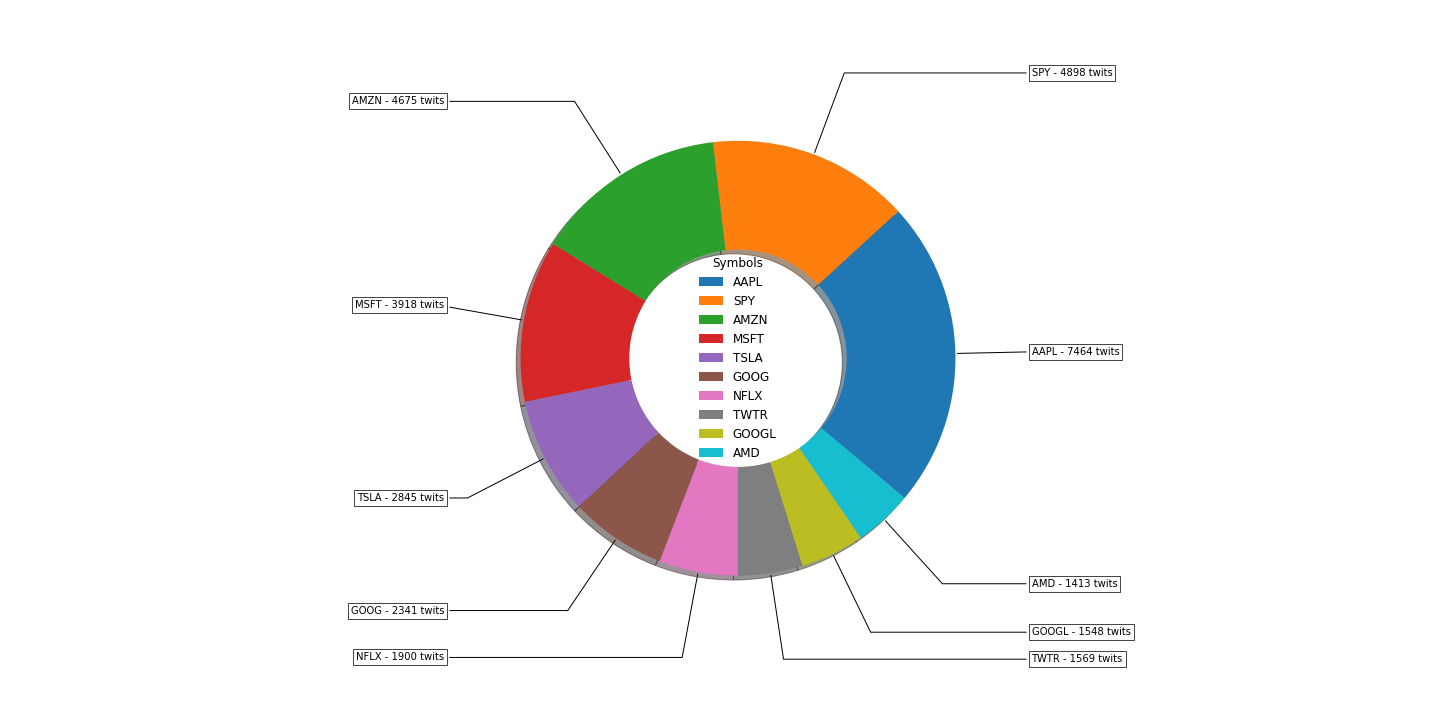 SPY - 4898 twits
AMZN - 4675 twits
MSFT - 3918 twits
AAPL - 7464 twits
TSLA - 2845 twits
AMD - 1413 twits
GOOG - 2341 twits
GOOGL - 1548 twits
NFLX - 1900 twits
TWTR - 1569 twits
Symbols
AAPL
SPY
AMZN
MSFT
TSLA
GOOG
NFLX
TWTR
GOOGL
AMD